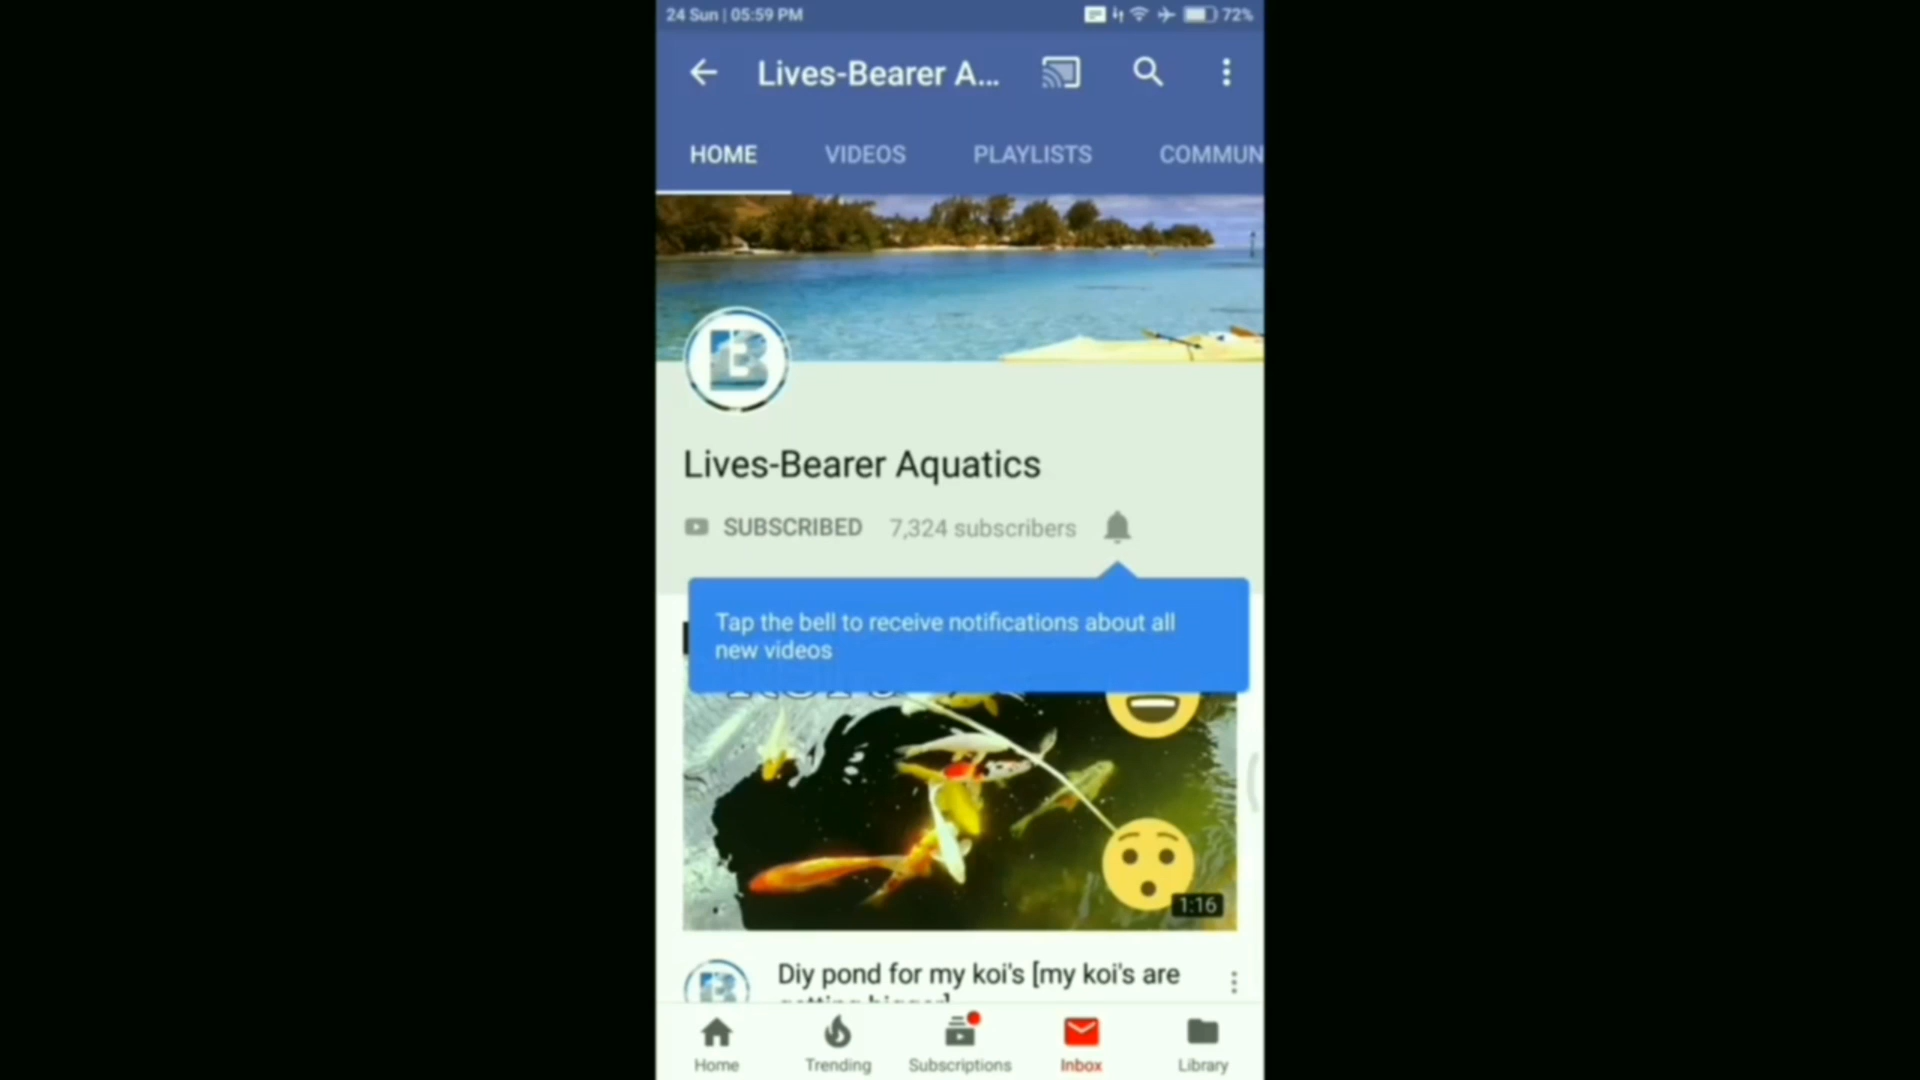 24 Sun | 05:59 PM
72%
Lives-Bearer A...
HOME VIDEOS PLAYLISTS COMMUN
Lives-Bearer Aquatics
SUBSCRIBED 7,324 subscribers
Tap the bell to receive notifications about all
new videos
1:16
Diy pond for my koi's [my koi's are
getting bigger]
Home Trending Subscriptions Inbox Library